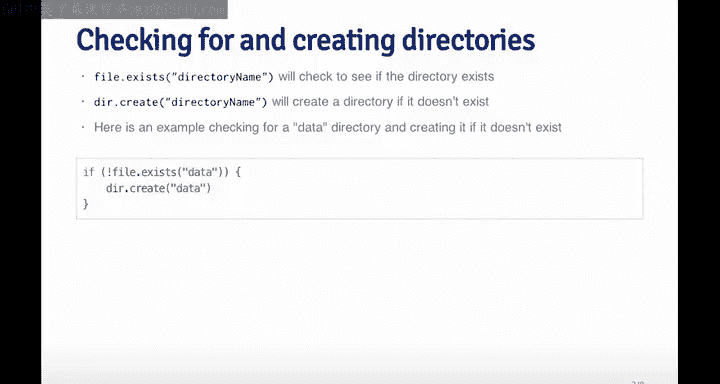 Checking for and creating directories
· file.exists("directoryName") will check to see if the directory exists
· dir.create("directoryName") will create a directory if it doesn't exist
· Here is an example checking for a "data" directory and creating it if it doesn't exist
if (!file.exists("data")) {
    dir.create("data")
}